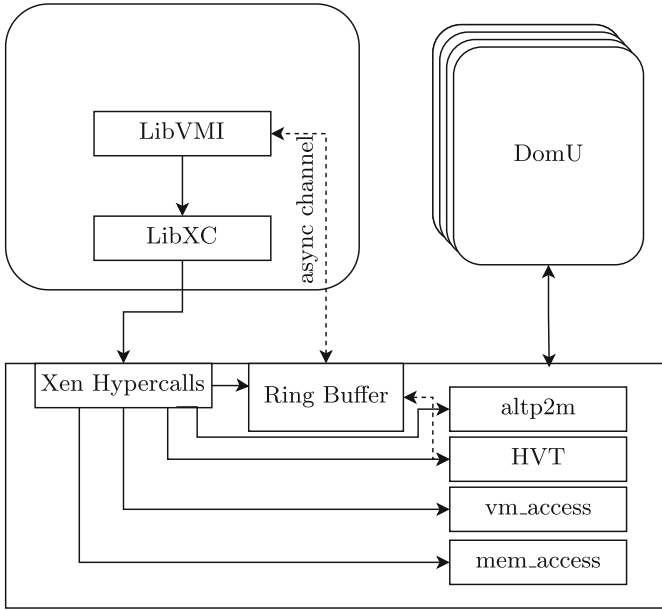 LibVMI
DomU
async channel
LibXC
Xen Hypercalls
Ring Buffer
altp2m
HVT
vm_access
mem_access